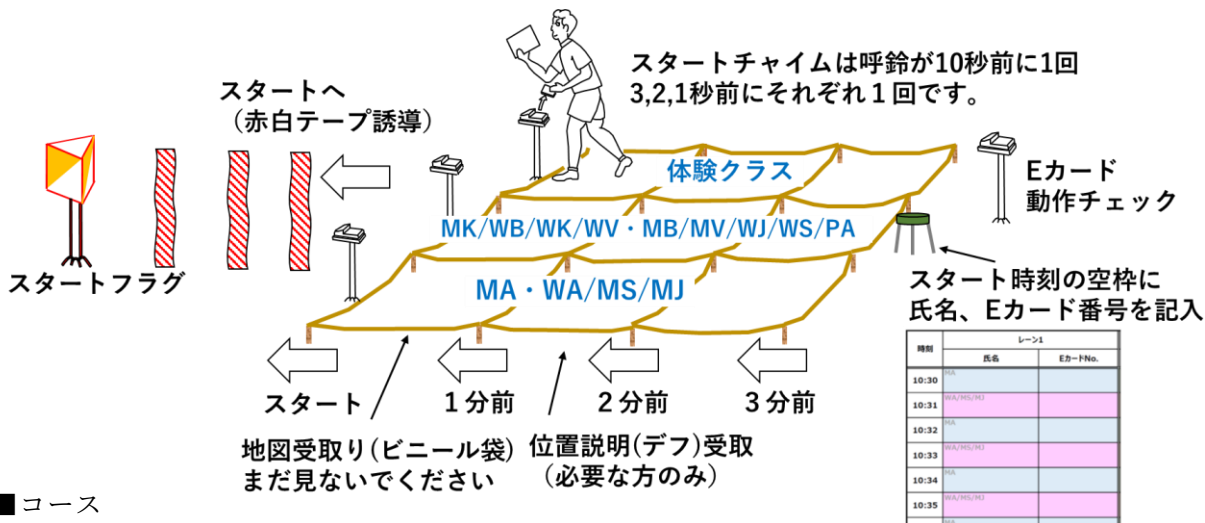 スタートチャイムは呼鈴が10秒前に1回
3,2,1秒前にそれぞれ１回です。
スタートへ
（赤白テープ誘導）
体験クラス
Eカード
動作チェック
MK/WB/WK/WV・MB/MV/WJ/WS/PA
スタートフラグ
MA・WA/MS/MJ
スタート時刻の空枠に
氏名、Eカード番号を記入
時刻
レーン1
氏名
EカードNo.
10:30
MA
10:31
WA/MS/MJ
10:32
MA
10:33
WA/MS/MJ
10:34
MA
10:35
WA/MS/MJ
MA
スタート
１分前
２分前
３分前
地図受取り(ビニール袋)
まだ見ないでください
位置説明(デフ)受取
（必要な方のみ）
■コース